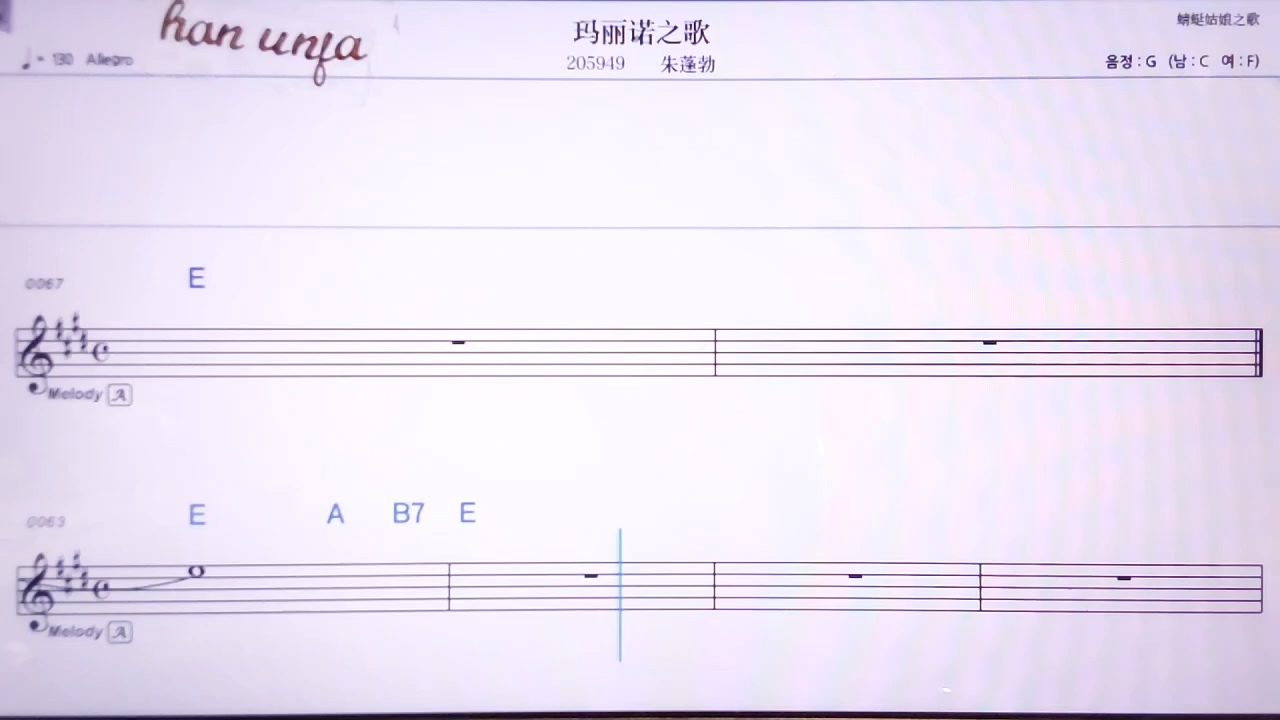 han unja
玛丽诺之歌
蜻蜓姑娘之歌
♩= 130 Allegro
205949 朱蓬勃
음정 : G (남 : C 여 : F)
0067 E
Melody A
0063 E A B7 E
Melody A